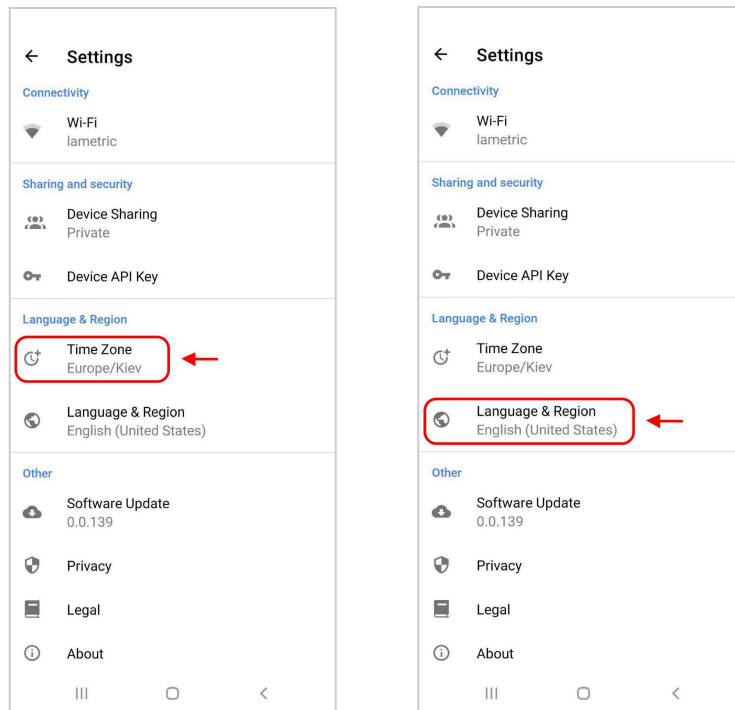 Settings
Connectivity
Wi-Fi
lametric
Sharing and security
Device Sharing
Private
Device API Key
Language & Region
Time Zone
Europe/Kiev
Language & Region
English (United States)
Other
Software Update
0.0.139
Privacy
Legal
About
Settings
Connectivity
Wi-Fi
lametric
Sharing and security
Device Sharing
Private
Device API Key
Language & Region
Time Zone
Europe/Kiev
Language & Region
English (United States)
Other
Software Update
0.0.139
Privacy
Legal
About